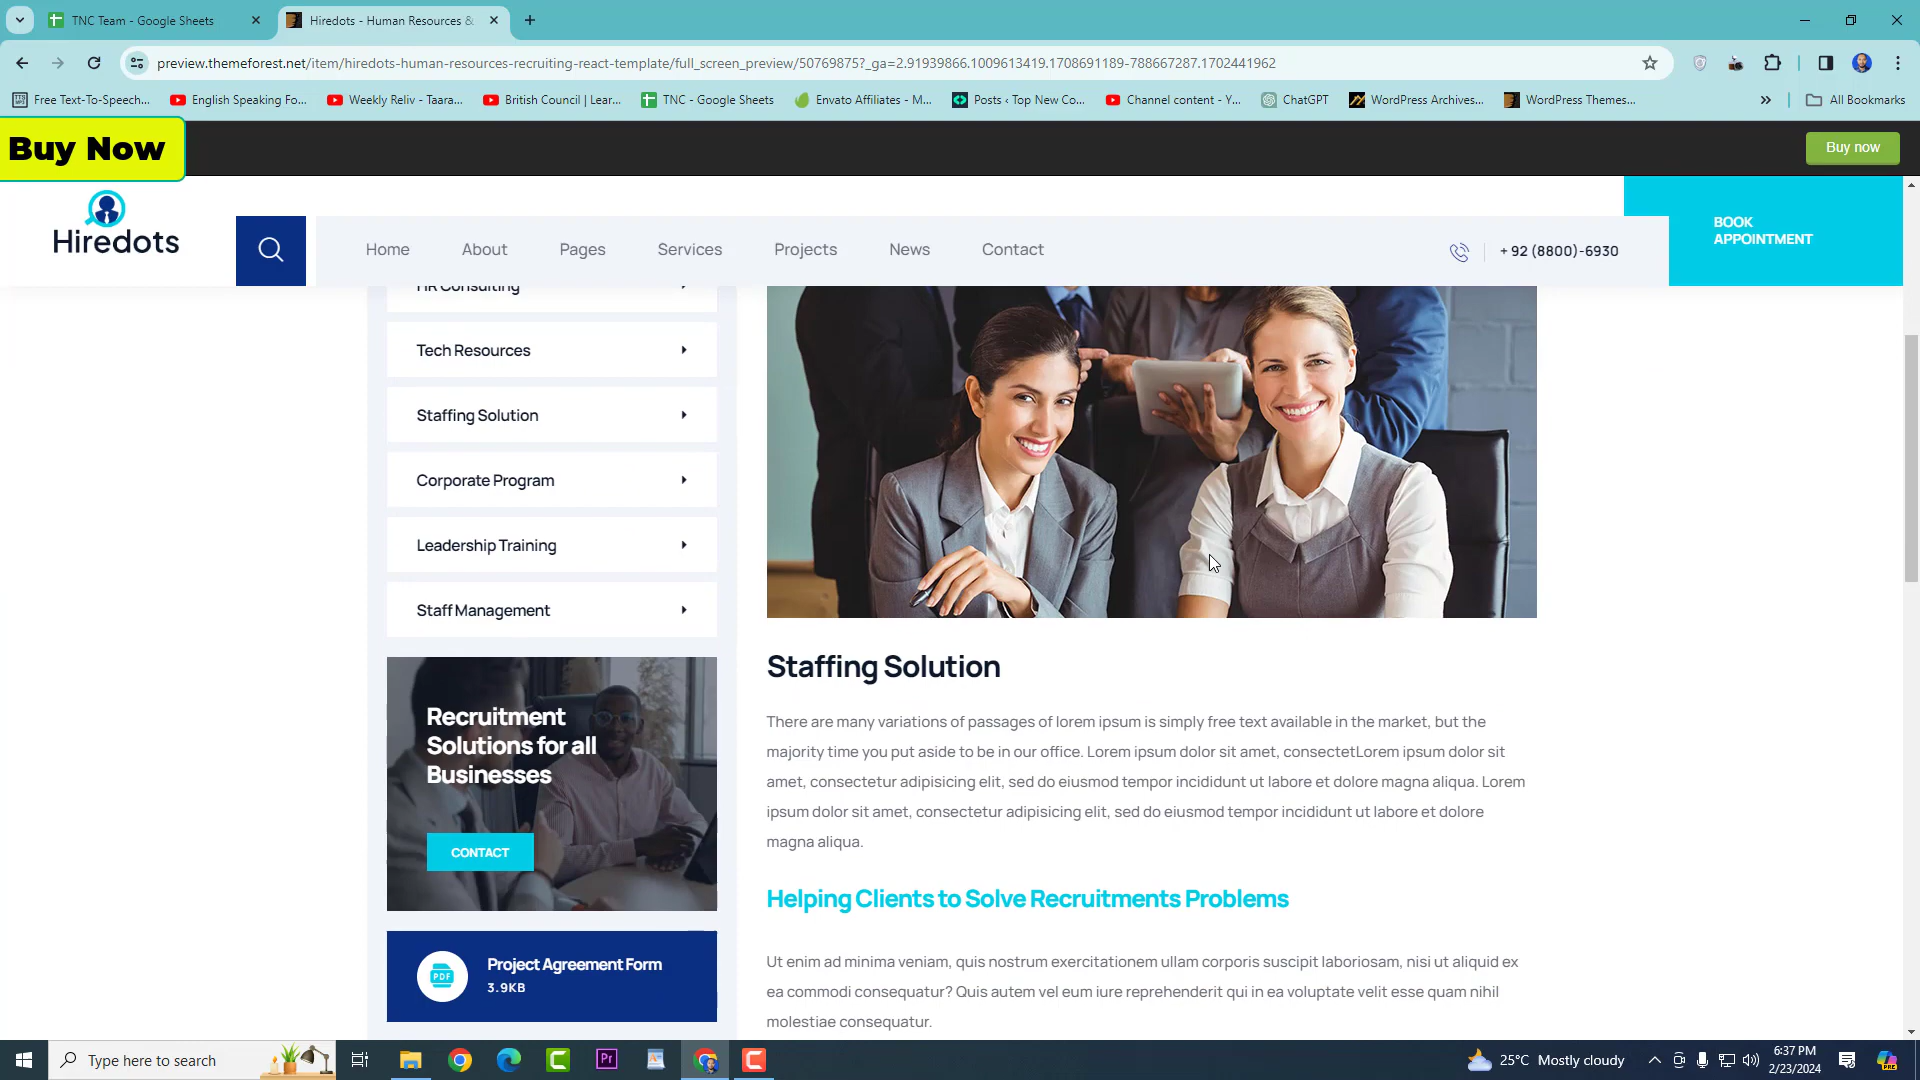 TNC Team - Google Sheets
Hiredots - Human Resources &
preview.themeforest.net/item/hiredots-human-resources-recruiting-react-template/full_screen_preview/50769875?_ga=2.91939866.1009613419.1708691189-788667287.1702441962
Free Text-To-Speech...
English Speaking Fo...
Weekly Reliv - Taara...
British Council | Lear...
TNC - Google Sheets
Envato Affiliates - M...
Posts ‹ Top New Co...
Channel content - Y...
ChatGPT
WordPress Archives...
WordPress Themes...
All Bookmarks
Buy Now
Buy now
Hiredots
Home
About
Pages
Services
Projects
News
Contact
+ 92 (8800)-6930
BOOK
APPOINTMENT
HR Consulting
Tech Resources
Staffing Solution
Corporate Program
Leadership Training
Staff Management
Recruitment
Solutions for all
Businesses
CONTACT
PDF
Project Agreement Form
3.9KB
Staffing Solution
There are many variations of passages of lorem ipsum is simply free text available in the market, but the
majority time you put aside to be in our office. Lorem ipsum dolor sit amet, consectetLorem ipsum dolor sit
amet, consectetur adipisicing elit, sed do eiusmod tempor incididunt ut labore et dolore magna aliqua. Lorem
ipsum dolor sit amet, consectetur adipisicing elit, sed do eiusmod tempor incididunt ut labore et dolore
magna aliqua.
Helping Clients to Solve Recruitments Problems
Ut enim ad minima veniam, quis nostrum exercitationem ullam corporis suscipit laboriosam, nisi ut aliquid ex
ea commodi consequatur? Quis autem vel eum iure reprehenderit qui in ea voluptate velit esse quam nihil
molestiae consequatur.
Type here to search
Pr
25°C Mostly cloudy
6:37 PM
2/23/2024